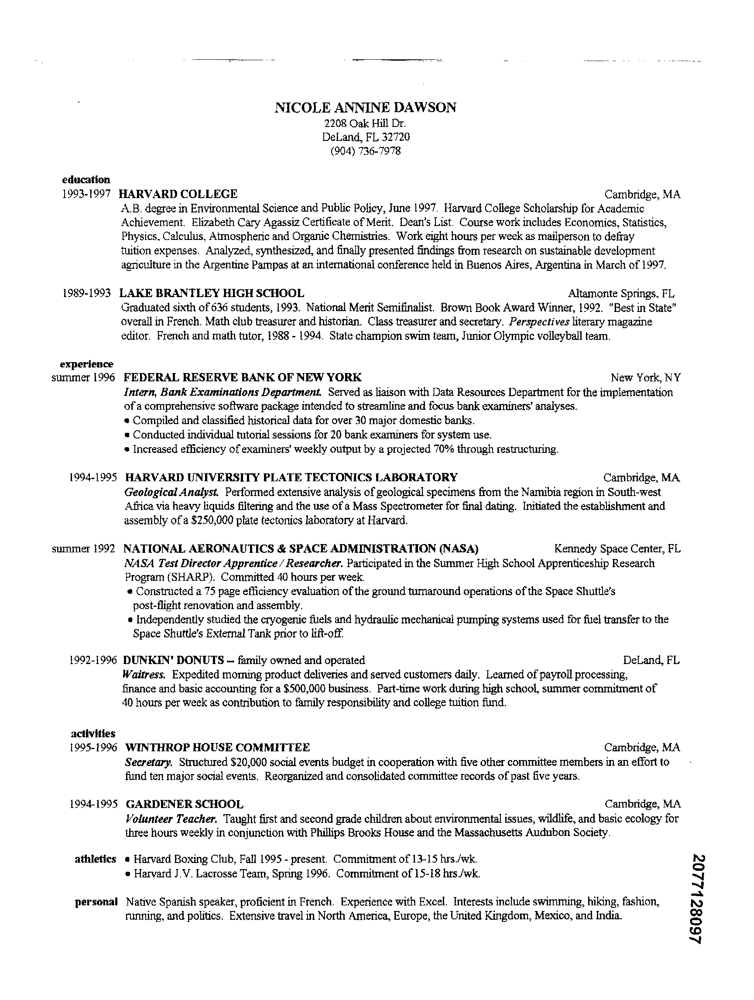 NICOLE ANNINE DAWSON
2208 Oak Hill Dr.
DeLand, FL 32720
(904) 736-7978
education
1993-1997 HARVARD COLLEGE Cambridge, MA
A.B. degree in Environmental Science and Public Policy, June 1997. Harvard College Scholarship for Academic
Achievement. Elizabeth Cary Agassiz Certificate of Merit. Dean's List. Course work includes Economics, Statistics,
Physics, Calculus, Atmospheric and Organic Chemistries. Work eight hours per week as mailperson to defray
tuition expenses. Analyzed, synthesized, and finally presented findings from research on sustainable development
agriculture in the Argentine Pampas at an international conference held in Buenos Aires, Argentina in March of 1997.
1989-1993 LAKE BRANTLEY HIGH SCHOOL Altamonte Springs, FL
Graduated sixth of 636 students, 1993. National Merit Semifinalist. Brown Book Award Winner, 1992. "Best in State"
overall in French. Math club treasurer and historian. Class treasurer and secretary. Perspectives literary magazine
editor. French and math tutor, 1988 - 1994. State champion swim team, Junior Olympic volleyball team.
experience
summer 1996 FEDERAL RESERVE BANK OF NEW YORK New York, NY
Intern, Bank Examinations Department. Served as liaison with Data Resources Department for the implementation
of a comprehensive software package intended to streamline and focus bank examiners' analyses.
• Compiled and classified historical data for over 30 major domestic banks.
• Conducted individual tutorial sessions for 20 bank examiners for system use.
• Increased efficiency of examiners' weekly output by a projected 70% through restructuring.
1994-1995 HARVARD UNIVERSITY PLATE TECTONICS LABORATORY Cambridge, MA
Geological Analyst. Performed extensive analysis of geological specimens from the Namibia region in South-west
Africa via heavy liquids filtering and the use of a Mass Spectrometer for final dating. Initiated the establishment and
assembly of a $250,000 plate tectonics laboratory at Harvard.
summer 1992 NATIONAL AERONAUTICS & SPACE ADMINISTRATION (NASA) Kennedy Space Center, FL
NASA Test Director Apprentice / Researcher. Participated in the Summer High School Apprenticeship Research
Program (SHARP). Committed 40 hours per week.
• Constructed a 75 page efficiency evaluation of the ground turnaround operations of the Space Shuttle's
post-flight renovation and assembly.
• Independently studied the cryogenic fuels and hydraulic mechanical pumping systems used for fuel transfer to the
Space Shuttle's External Tank prior to lift-off.
1992-1996 DUNKIN' DONUTS – family owned and operated DeLand, FL
Waitress. Expedited morning product deliveries and served customers daily. Learned of payroll processing,
finance and basic accounting for a $500,000 business. Part-time work during high school, summer commitment of
40 hours per week as contribution to family responsibility and college tuition fund.
activities
1995-1996 WINTHROP HOUSE COMMITTEE Cambridge, MA
Secretary. Structured $20,000 social events budget in cooperation with five other committee members in an effort to
fund ten major social events. Reorganized and consolidated committee records of past five years.
1994-1995 GARDENER SCHOOL Cambridge, MA
Volunteer Teacher. Taught first and second grade children about environmental issues, wildlife, and basic ecology for
three hours weekly in conjunction with Phillips Brooks House and the Massachusetts Audubon Society.
athletics • Harvard Boxing Club, Fall 1995 - present. Commitment of 13-15 hrs./wk.
• Harvard J.V. Lacrosse Team, Spring 1996. Commitment of 15-18 hrs./wk.
personal Native Spanish speaker, proficient in French. Experience with Excel. Interests include swimming, hiking, fashion,
running, and politics. Extensive travel in North America, Europe, the United Kingdom, Mexico, and India.
2077128097